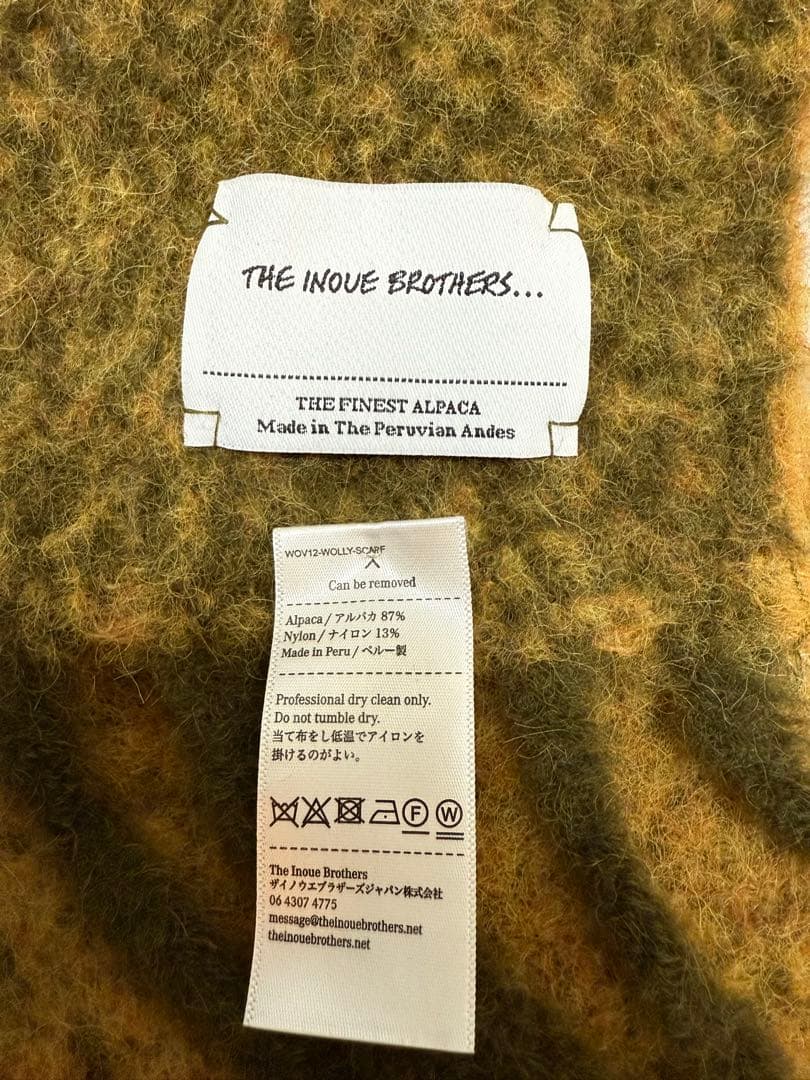 THE INOUE BROTHERS...
THE FINEST ALPACA
Made in The Peruvian Andes
WOV12-WOLLY-SCARF
Can be removed
Alpaca / アルパカ 87%
Nylon / ナイロン 13%
Made in Peru / ペルー製
Professional dry clean only.
Do not tumble dry.
当て布をし低温でアイロンを
掛けるのがよい。
F W
The Inoue Brothers
ザイノウエブラザーズジャパン株式会社
06 4307 4775
message@theinouebrothers.net
theinouebrothers.net